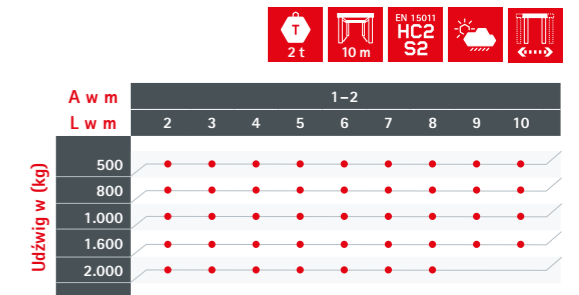 T
2 t
10 m
EN 15011
HC2
S2
A w m 1–2
L w m 2 3 4 5 6 7 8 9 10
Udźwig w (kg)
500
800
1.000
1.600
2.000